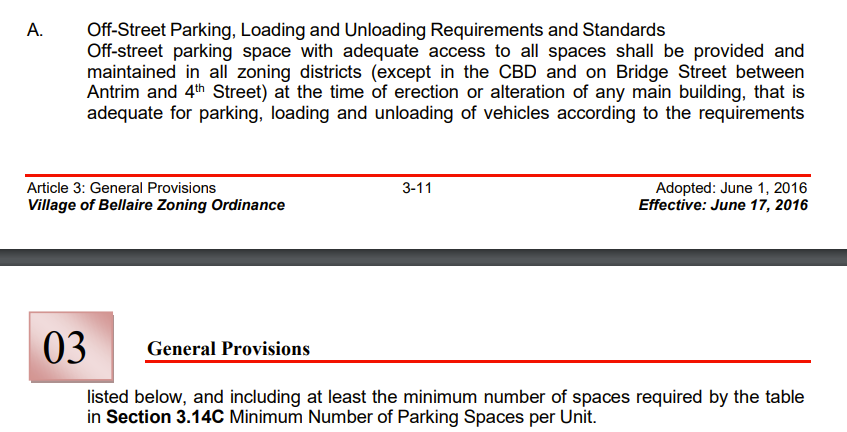 A. Off-Street Parking, Loading and Unloading Requirements and Standards
Off-street parking space with adequate access to all spaces shall be provided and
maintained in all zoning districts (except in the CBD and on Bridge Street between
Antrim and 4th Street) at the time of erection or alteration of any main building, that is
adequate for parking, loading and unloading of vehicles according to the requirements
Article 3: General Provisions 3-11 Adopted: June 1, 2016
Village of Bellaire Zoning Ordinance Effective: June 17, 2016
03 General Provisions
listed below, and including at least the minimum number of spaces required by the table
in Section 3.14C Minimum Number of Parking Spaces per Unit.